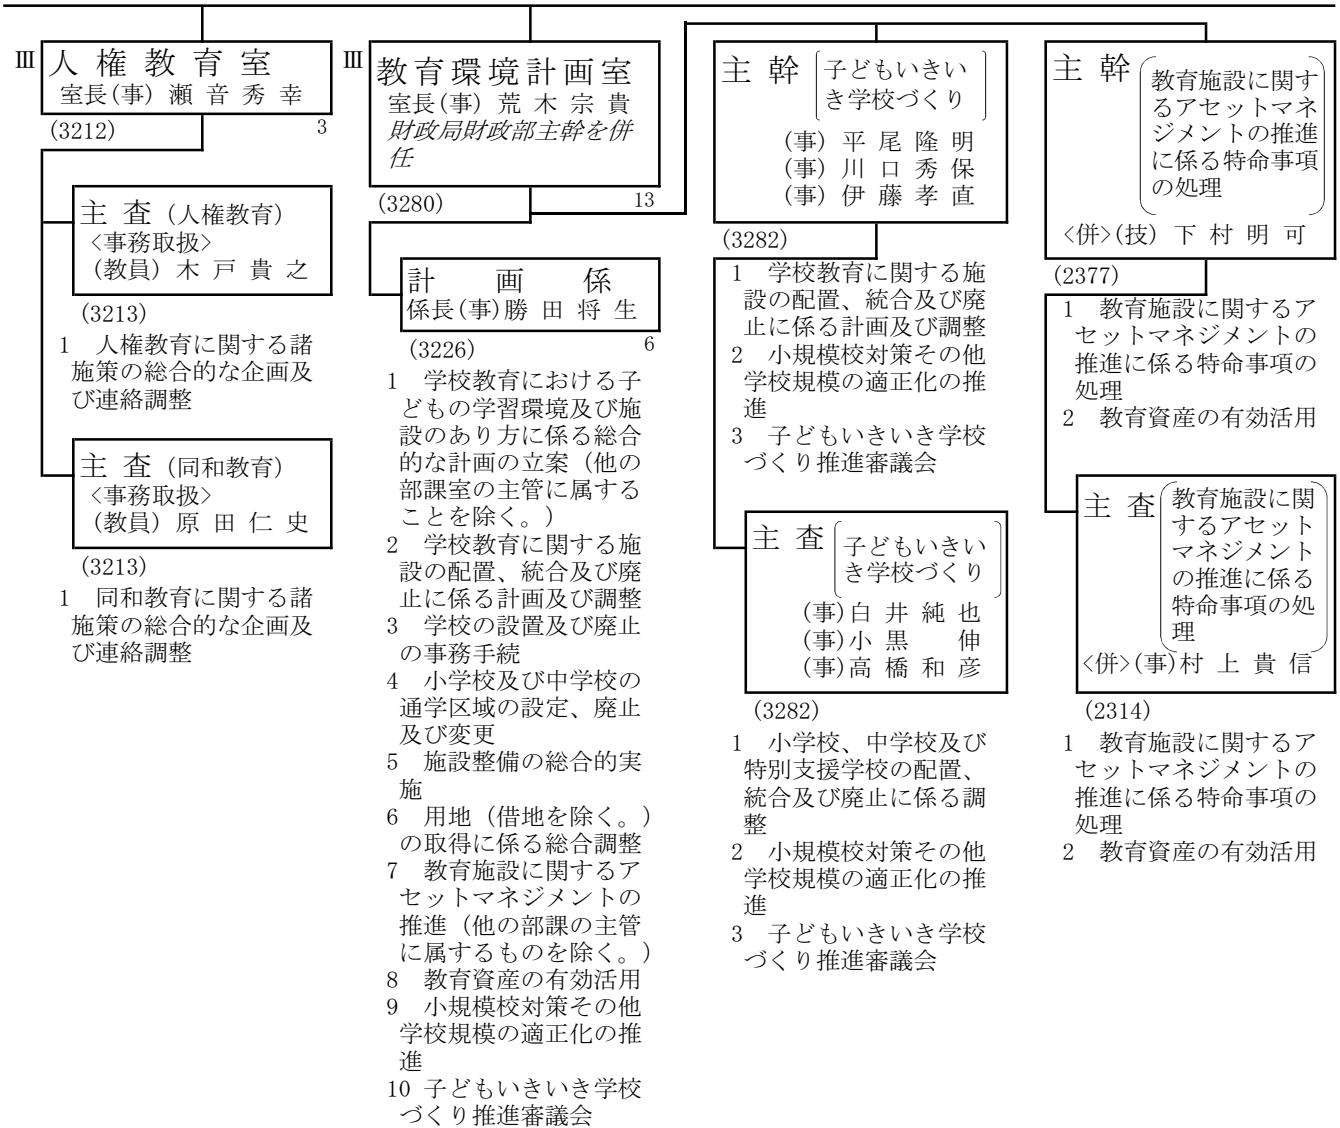 Ⅲ
人権教育室
室長(事) 瀬音秀幸
(3212)
3
主査(人権教育)
<事務取扱>
(教員) 木戸貴之
(3213)
1 人権教育に関する諸
施策の総合的な企画及
び連絡調整
主査(同和教育)
<事務取扱>
(教員) 原田仁史
(3213)
1 同和教育に関する諸
施策の総合的な企画及
び連絡調整
Ⅲ
教育環境計画室
室長(事) 荒木宗貴
財政局財政部主幹を併
任
(3280)
13
計画係
係長(事)勝田将生
(3226)
6
1 学校教育における子
どもの学習環境及び施
設のあり方に係る総合
的な計画の立案(他の
部課室の主管に属する
ことを除く。)
2 学校教育に関する施
設の配置、統合及び廃
止に係る計画及び調整
3 学校の設置及び廃止
の事務手続
4 小学校及び中学校の
通学区域の設定、廃止
及び変更
5 施設整備の総合的実
施
6 用地(借地を除く。)
の取得に係る総合調整
7 教育施設に関するア
セットマネジメントの
推進(他の部課の主管
に属するものを除く。)
8 教育資産の有効活用
9 小規模校対策その他
学校規模の適正化の推
進
10 子どもいきいき学校
づくり推進審議会
主幹
子どもいきい
き学校づくり
(事) 平尾隆明
(事) 川口秀保
(事) 伊藤孝直
(3282)
1 学校教育に関する施
設の配置、統合及び廃
止に係る計画及び調整
2 小規模校対策その他
学校規模の適正化の推
進
3 子どもいきいき学校
づくり推進審議会
主査
子どもいきい
き学校づくり
(事)白井純也
(事)小黒 伸
(事)高橋和彦
(3282)
1 小学校、中学校及び
特別支援学校の配置、
統合及び廃止に係る調
整
2 小規模校対策その他
学校規模の適正化の推
進
3 子どもいきいき学校
づくり推進審議会
主幹
教育施設に関す
るアセットマネ
ジメントの推進
に係る特命事項
の処理
<併>(技) 下村明可
(2377)
1 教育施設に関するア
セットマネジメントの
推進に係る特命事項の
処理
2 教育資産の有効活用
主査
教育施設に関
するアセット
マネジメント
の推進に係る
特命事項の処
理
<併>(事)村上貴信
(2314)
1 教育施設に関するア
セットマネジメントの
推進に係る特命事項の
処理
2 教育資産の有効活用